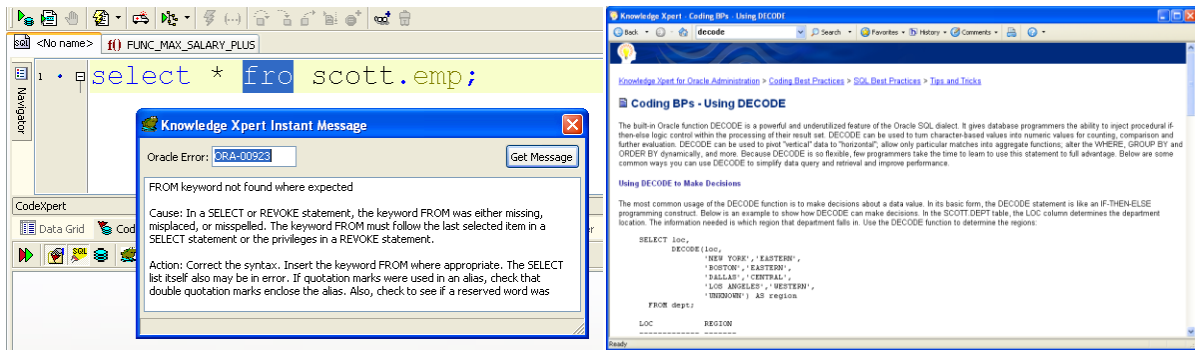 <No name>
f() FUNC_MAX_SALARY_PLUS
1
select * fro scott.emp;
Navigator
Knowledge Xpert Instant Message
Oracle Error: ORA-00923
Get Message
FROM keyword not found where expected
Cause: In a SELECT or REVOKE statement, the keyword FROM was either missing,
misplaced, or misspelled. The keyword FROM must follow the last selected item in a
SELECT statement or the privileges in a REVOKE statement.
Action: Correct the syntax. Insert the keyword FROM where appropriate. The SELECT
list itself also may be in error. If quotation marks were used in an alias, check that
double quotation marks enclose the alias. Also, check to see if a reserved word was
CodeXpert
Data Grid
Cod
er
SQL
Knowledge Xpert - Coding BPs - Using DECODE
Back
decode
Search
Favorites
History
Comments
Knowledge Xpert for Oracle Administration > Coding Best Practices > SQL Best Practices > Tips and Tricks
Coding BPs - Using DECODE
The built-in Oracle function DECODE is a powerful and underutilized feature of the Oracle SQL dialect. It gives database programmers the ability to inject procedural if-
then-else logic control within the processing of their result set. DECODE can be used to turn character-based values into numeric values for counting, comparison and
further evaluation. DECODE can be used to pivot "vertical" data to "horizontal"; allow only particular matches into aggregate functions; alter the WHERE, GROUP BY and
ORDER BY dynamically, and more. Because DECODE is so flexible, few programmers take the time to learn to use this statement to full advantage. Below are some
common ways you can use DECODE to simplify data query and retrieval and improve performance.
Using DECODE to Make Decisions
The most common usage of the DECODE function is to make decisions about a data value. In its basic form, the DECODE statement is like an IF-THEN-ELSE
programming construct. Below is an example to show how DECODE can make decisions. In the SCOTT.DEPT table, the LOC column determines the department
location. The information needed is which region that department falls in. Use the DECODE function to determine the regions:
SELECT loc,
DECODE(loc,
'NEW YORK','EASTERN',
'BOSTON','EASTERN',
'DALLAS','CENTRAL',
'LOS ANGELES','WESTERN',
'UNKNOWN') AS region
FROM dept;
LOC REGION
------------- -------
Ready